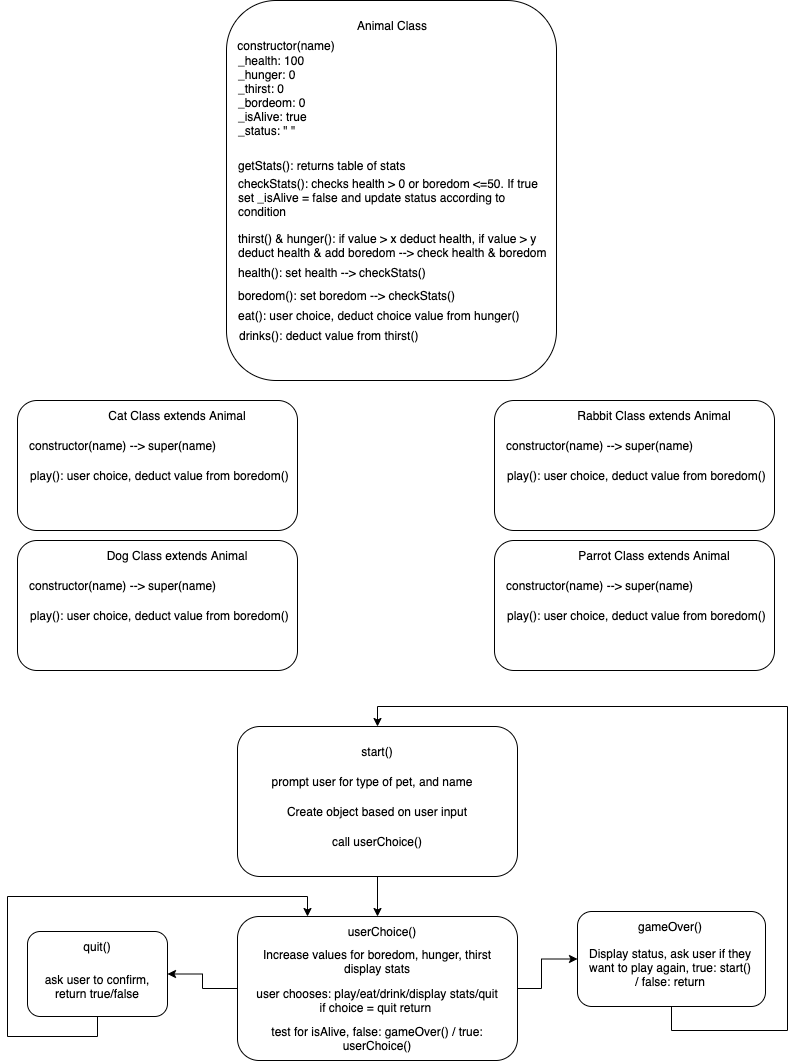 Animal Class
constructor(name)
_health: 100
_hunger: 0
_thirst: 0
_bordeom: 0
_isAlive: true
_status: " "
getStats(): returns table of stats
checkStats(): checks health > 0 or boredom <=50. If true
set _isAlive = false and update status according to
condition
thirst() & hunger(): if value > x deduct health, if value > y
deduct health & add boredom --> check health & boredom
health(): set health --> checkStats()
boredom(): set boredom --> checkStats()
eat(): user choice, deduct choice value from hunger()
drinks(): deduct value from thirst()
Cat Class extends Animal
constructor(name) --> super(name)
play(): user choice, deduct value from boredom()
Rabbit Class extends Animal
constructor(name) --> super(name)
play(): user choice, deduct value from boredom()
Dog Class extends Animal
constructor(name) --> super(name)
play(): user choice, deduct value from boredom()
Parrot Class extends Animal
constructor(name) --> super(name)
play(): user choice, deduct value from boredom()
start()
prompt user for type of pet, and name
Create object based on user input
call userChoice()
quit()
ask user to confirm,
return true/false
userChoice()
Increase values for boredom, hunger, thirst
display stats
user chooses: play/eat/drink/display stats/quit
if choice = quit return
test for isAlive, false: gameOver() / true:
userChoice()
gameOver()
Display status, ask user if they
want to play again, true: start()
/ false: return